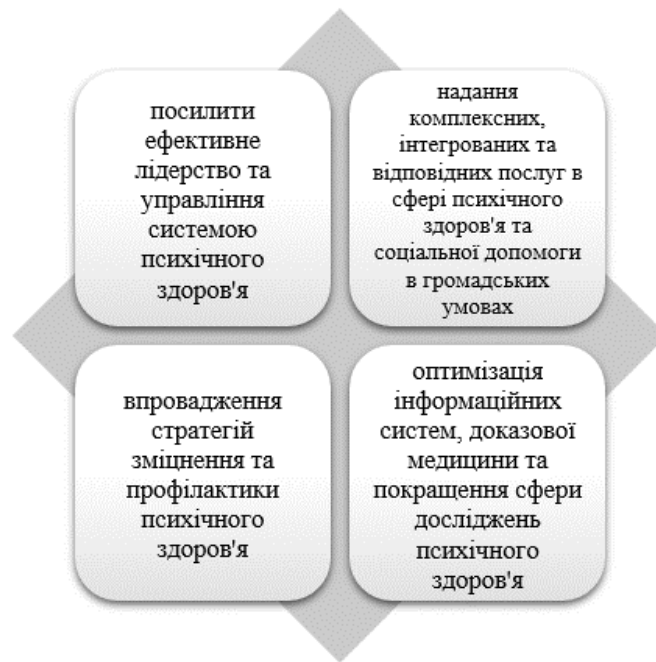 посилити
ефективне
лідерство та
управління
системою
психічного
здоров'я
надання
комплексних,
інтегрованих та
відповідних послуг в
сфері психічного
здоров'я та
соціальної допомоги
в громадських
умовах
впровадження
стратегій
зміцнення та
профілактики
психічного
здоров'я
оптимізація
інформаційних
систем, доказової
медицини та
покращення сфери
досліджень
психічного
здоров'я